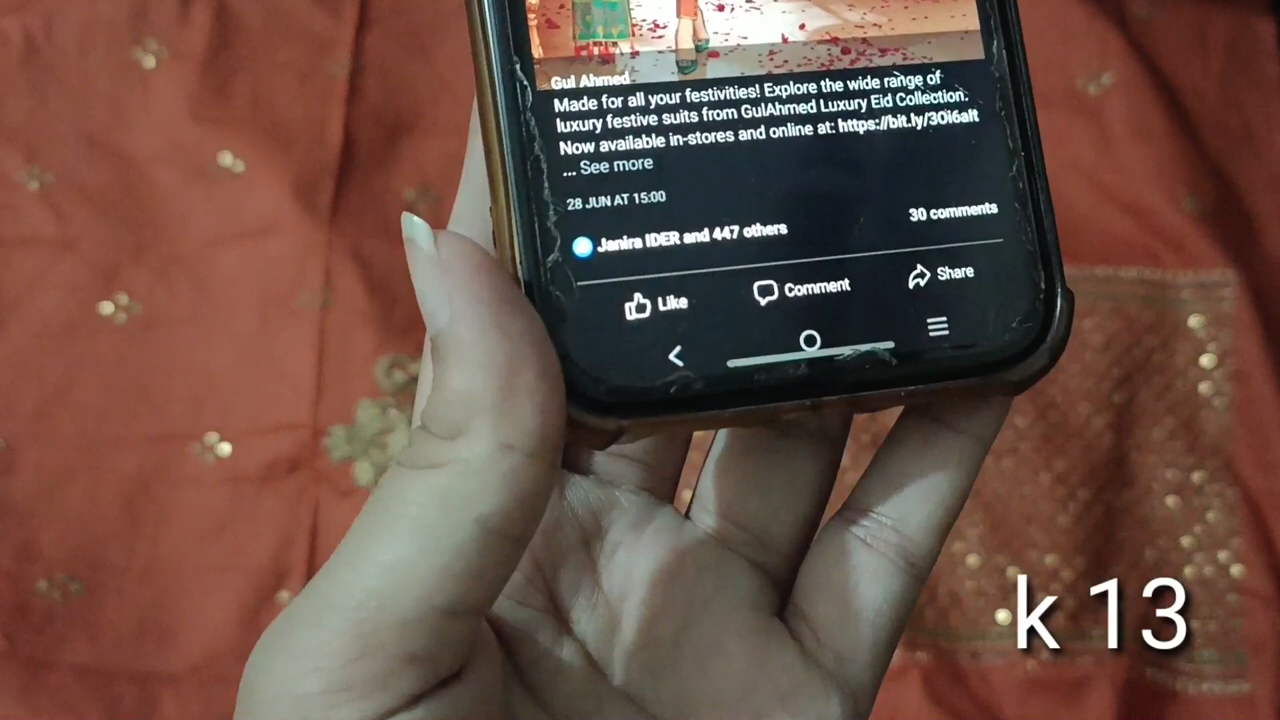 Gul Ahmed
Made for all your festivities! Explore the wide range of
luxury festive suits from GulAhmed Luxury Eid Collection.
Now available in-stores and online at: https://bit.ly/3Oi6alt
... See more
28 JUN AT 15:00
Janira IDER and 447 others
30 comments
Like
Comment
Share
k 13